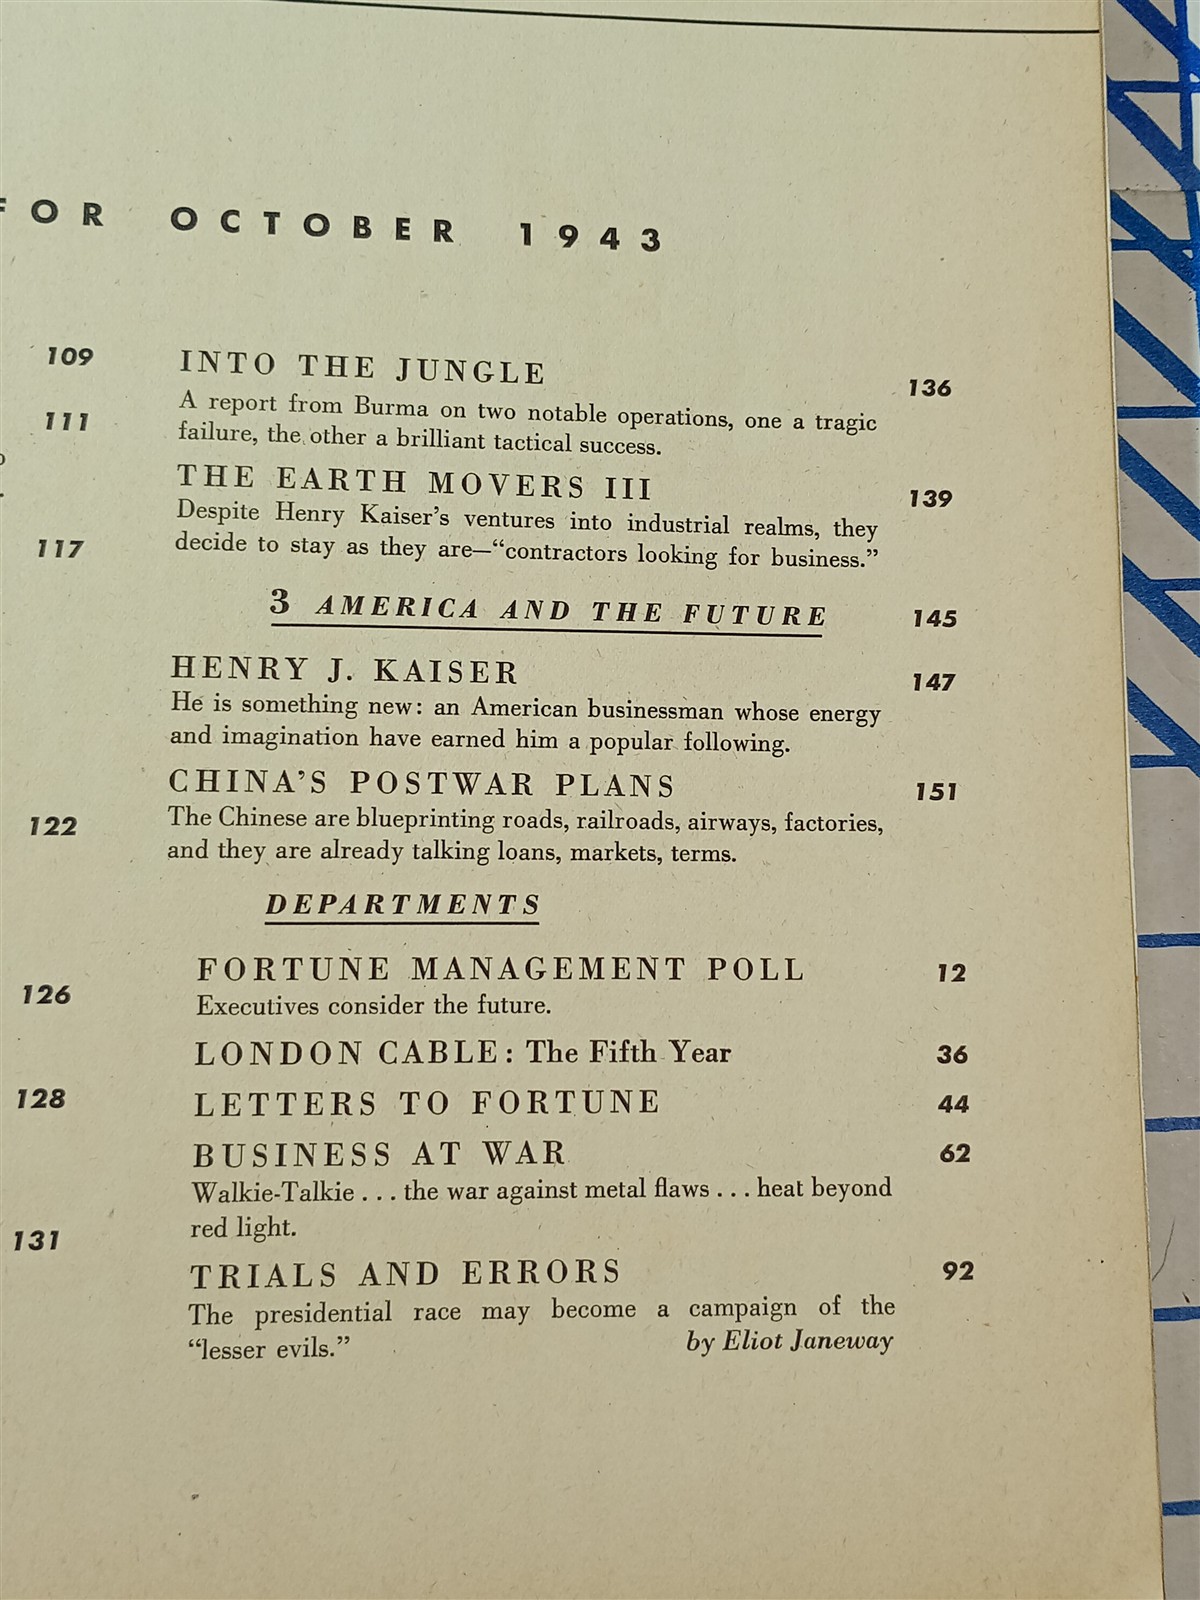 FOR OCTOBER 1943
109
111
117
122
126
128
131
INTO THE JUNGLE 136
A report from Burma on two notable operations, one a tragic
failure, the other a brilliant tactical success.
THE EARTH MOVERS III 139
Despite Henry Kaiser's ventures into industrial realms, they
decide to stay as they are—“contractors looking for business.”
3 AMERICA AND THE FUTURE 145
HENRY J. KAISER 147
He is something new: an American businessman whose energy
and imagination have earned him a popular following.
CHINA'S POSTWAR PLANS 151
The Chinese are blueprinting roads, railroads, airways, factories,
and they are already talking loans, markets, terms.
DEPARTMENTS
FORTUNE MANAGEMENT POLL 12
Executives consider the future.
LONDON CABLE: The Fifth Year 36
LETTERS TO FORTUNE 44
BUSINESS AT WAR 62
Walkie-Talkie . . . the war against metal flaws . . . heat beyond
red light.
TRIALS AND ERRORS 92
The presidential race may become a campaign of the
“lesser evils.” by Eliot Janeway